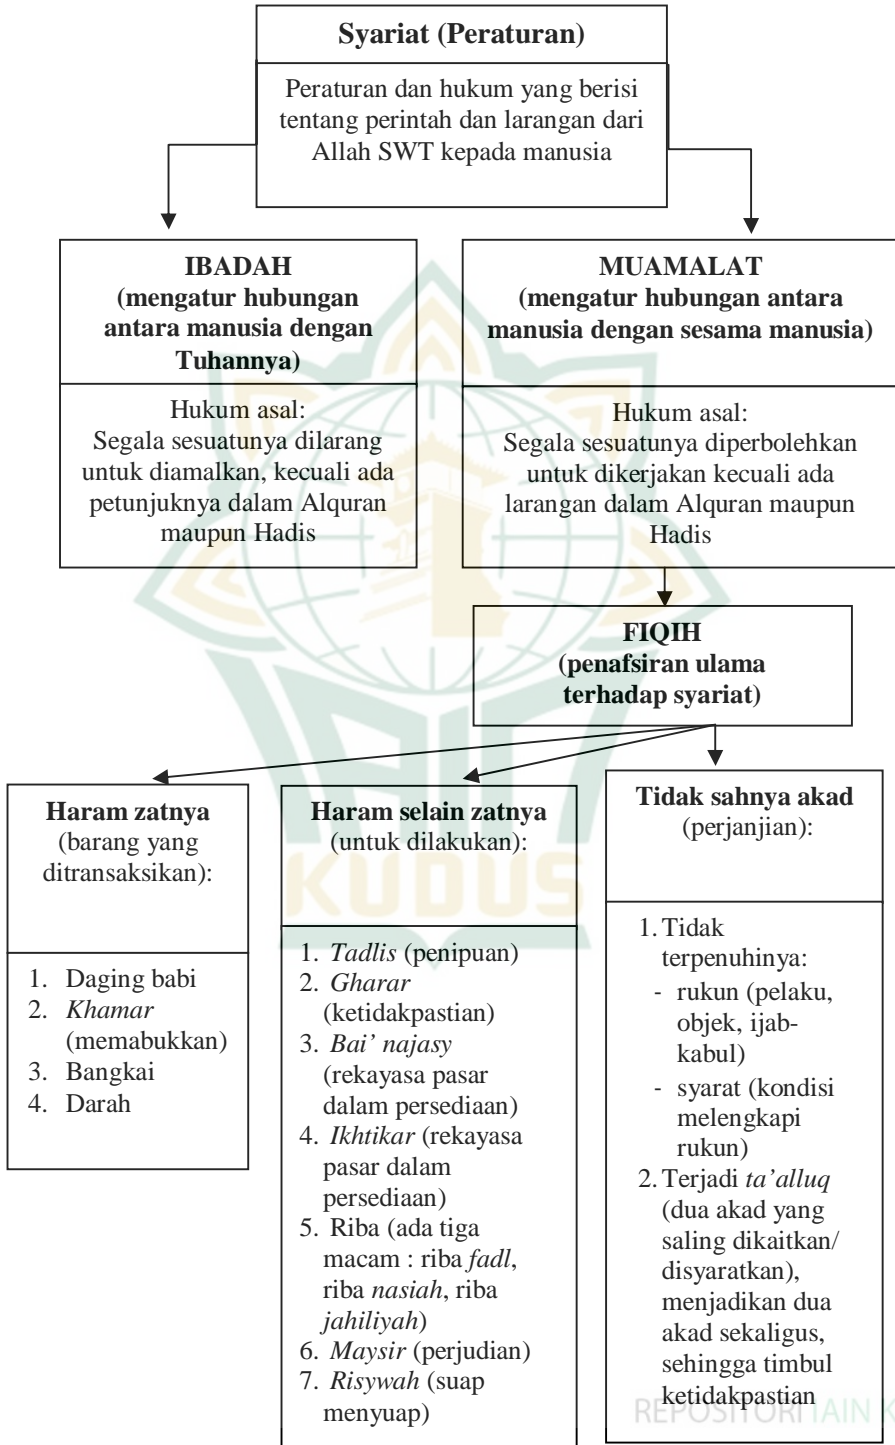 Syariat (Peraturan)
Peraturan dan hukum yang berisi
tentang perintah dan larangan dari
Allah SWT kepada manusia
IBADAH
(mengatur hubungan
antara manusia dengan
Tuhannya)
Hukum asal:
Segala sesuatunya dilarang
untuk diamalkan, kecuali ada
petunjuknya dalam Alquran
maupun Hadis
MUAMALAT
(mengatur hubungan antara
manusia dengan sesama manusia)
Hukum asal:
Segala sesuatunya diperbolehkan
untuk dikerjakan kecuali ada
larangan dalam Alquran maupun
Hadis
FIQIH
(penafsiran ulama
terhadap syariat)
Haram zatnya
(barang yang
ditransaksikan):
1. Daging babi
2. Khamar
(memabukkan)
3. Bangkai
4. Darah
Haram selain zatnya
(untuk dilakukan):
1. Tadlis (penipuan)
2. Gharar
(ketidakpastian)
3. Bai’ najasy
(rekayasa pasar
dalam persediaan)
4. Ikhtikar (rekayasa
pasar dalam
persediaan)
5. Riba (ada tiga
macam : riba fadl,
riba nasiah, riba
jahiliyah)
6. Maysir (perjudian)
7. Risywah (suap
menyuap)
Tidak sahnya akad
(perjanjian):
1. Tidak
terpenuhinya:
- rukun (pelaku,
objek, ijab-
kabul)
- syarat (kondisi
melengkapi
rukun)
2. Terjadi ta’alluq
(dua akad yang
saling dikaitkan/
disyaratkan),
menjadikan dua
akad sekaligus,
sehingga timbul
ketidakpastian
KUDUS
REPOSITORI IAIN K